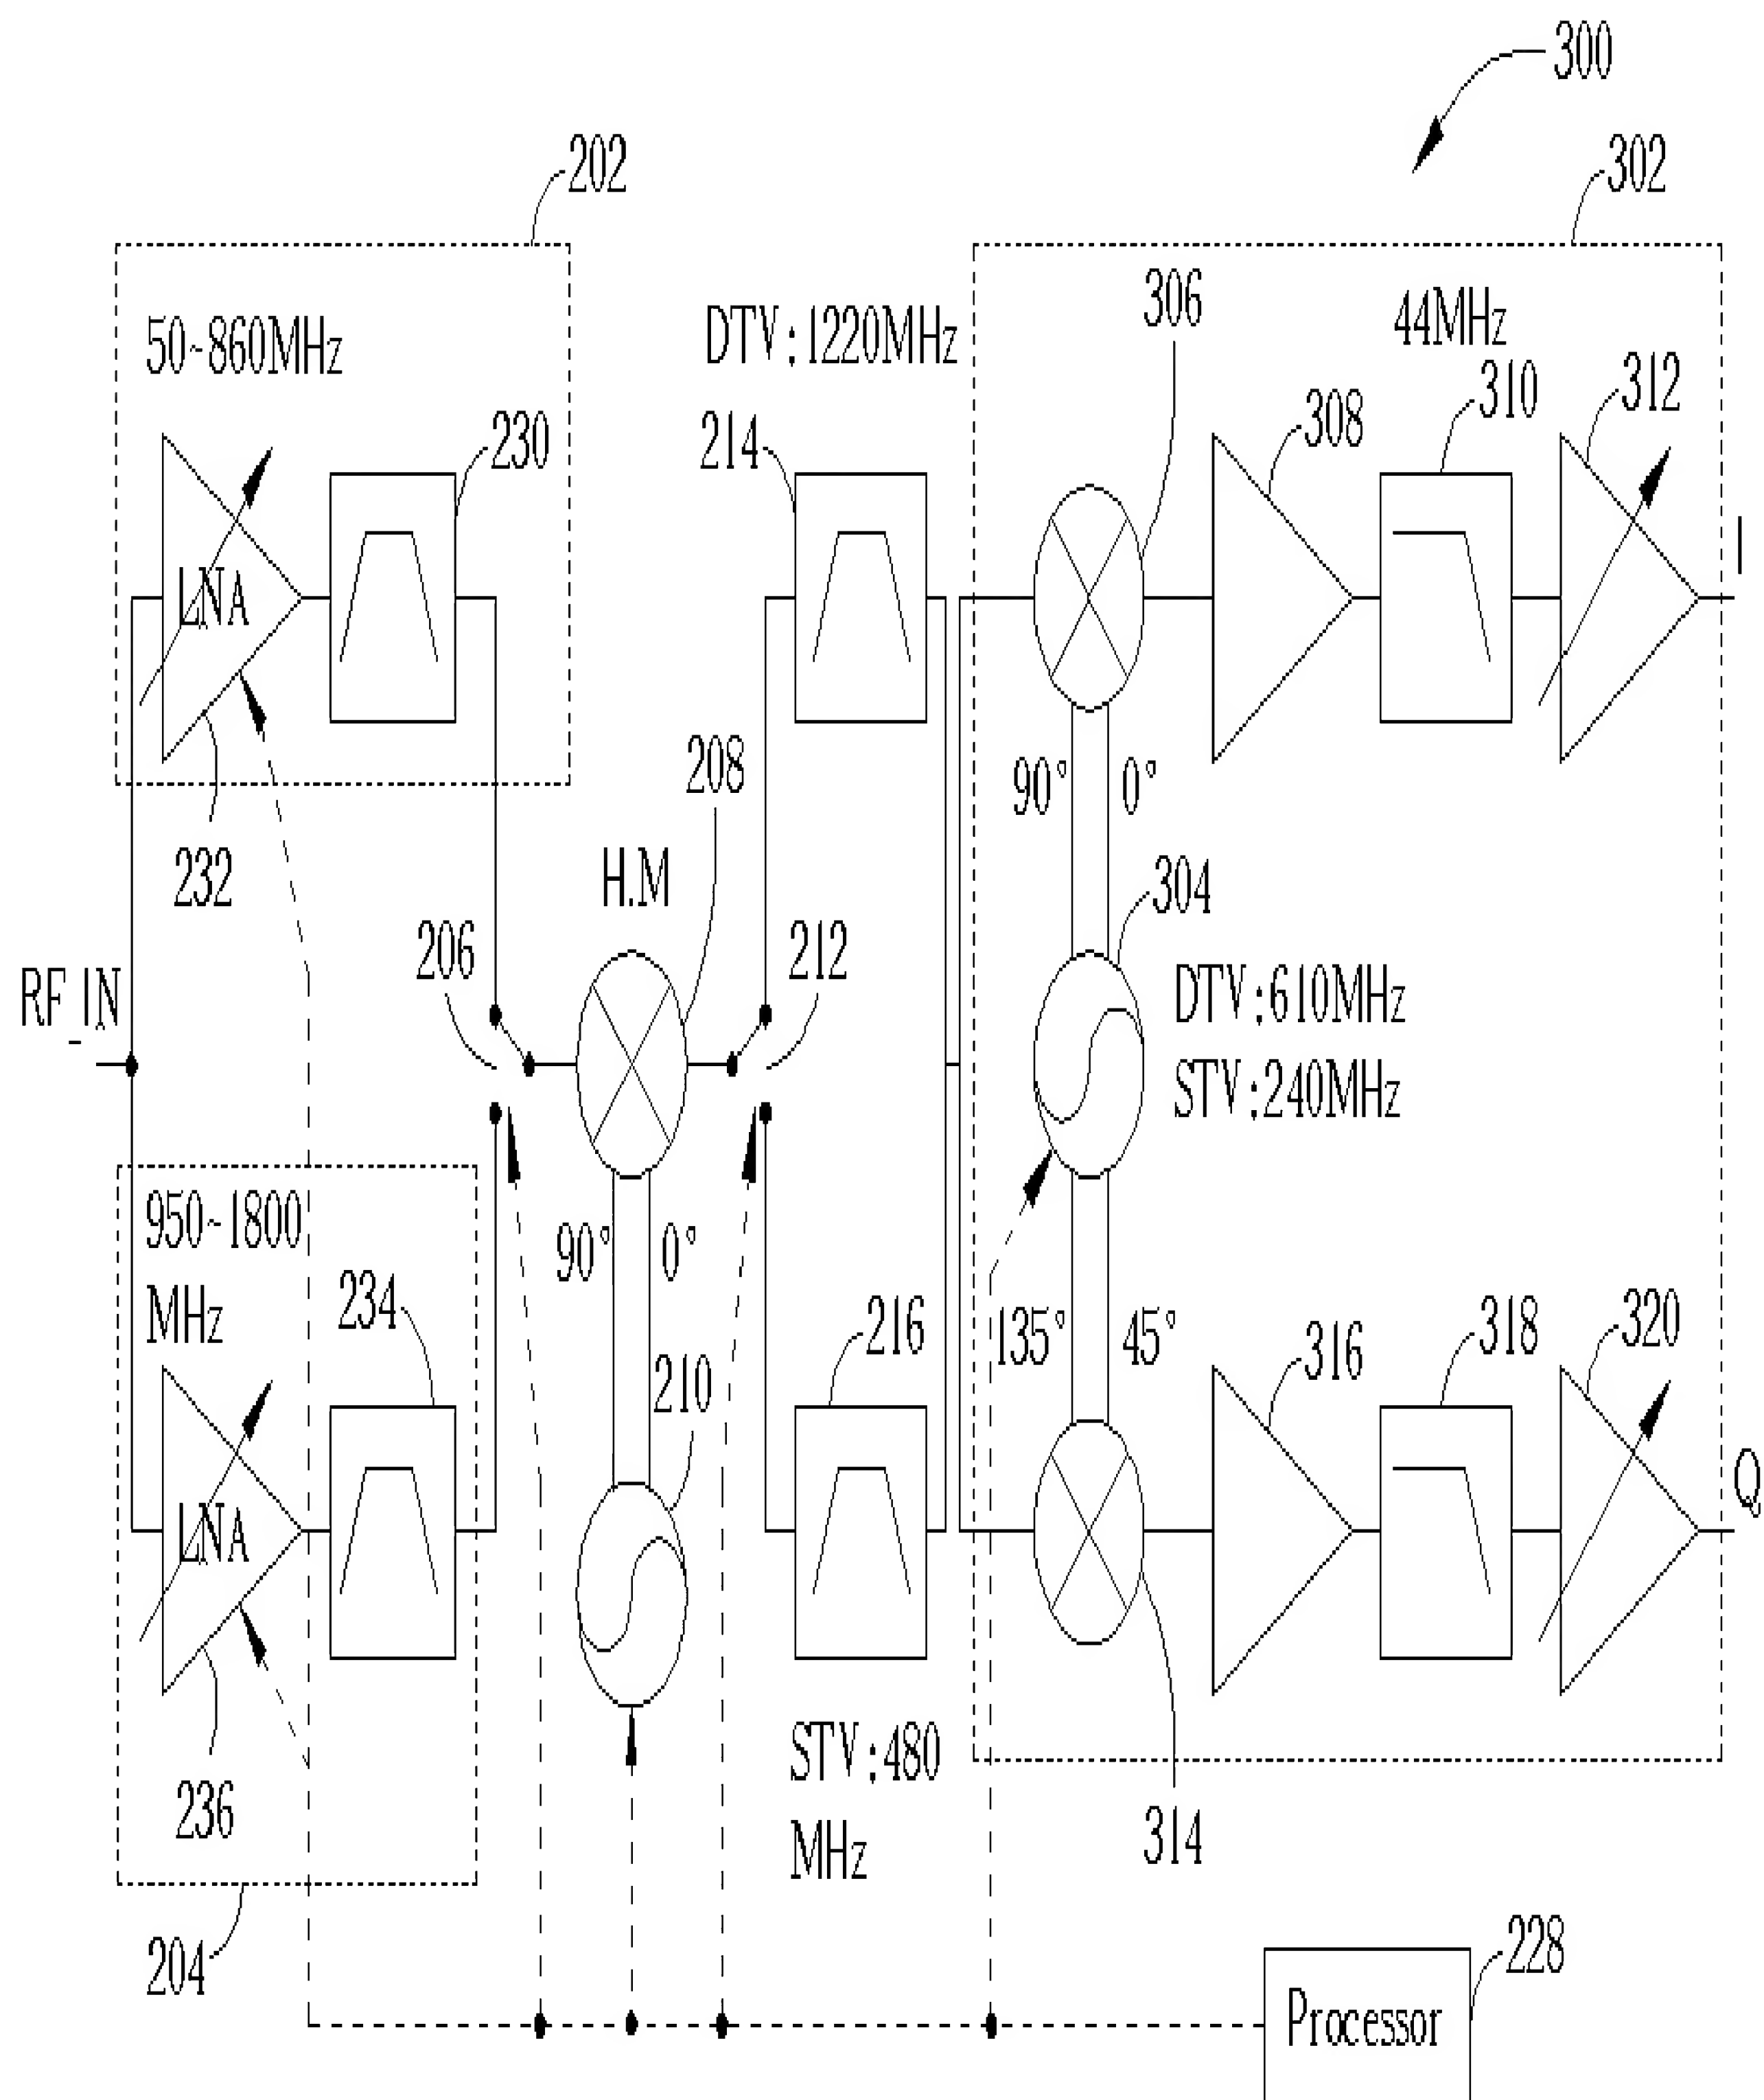 300
202
302
306
50~860MHz
DTV:1220MHz
44MHz
310
312
230
214
308
LNA
I
208
90°
0°
232
H.M
304
206
212
RF_IN
DTV:610MHz
STV:240MHz
950~1800
MHz
90°
0°
234
210
216
135°
45°
316
318
320
LNA
Q
STV:480
MHz
236
314
204
228
Processor